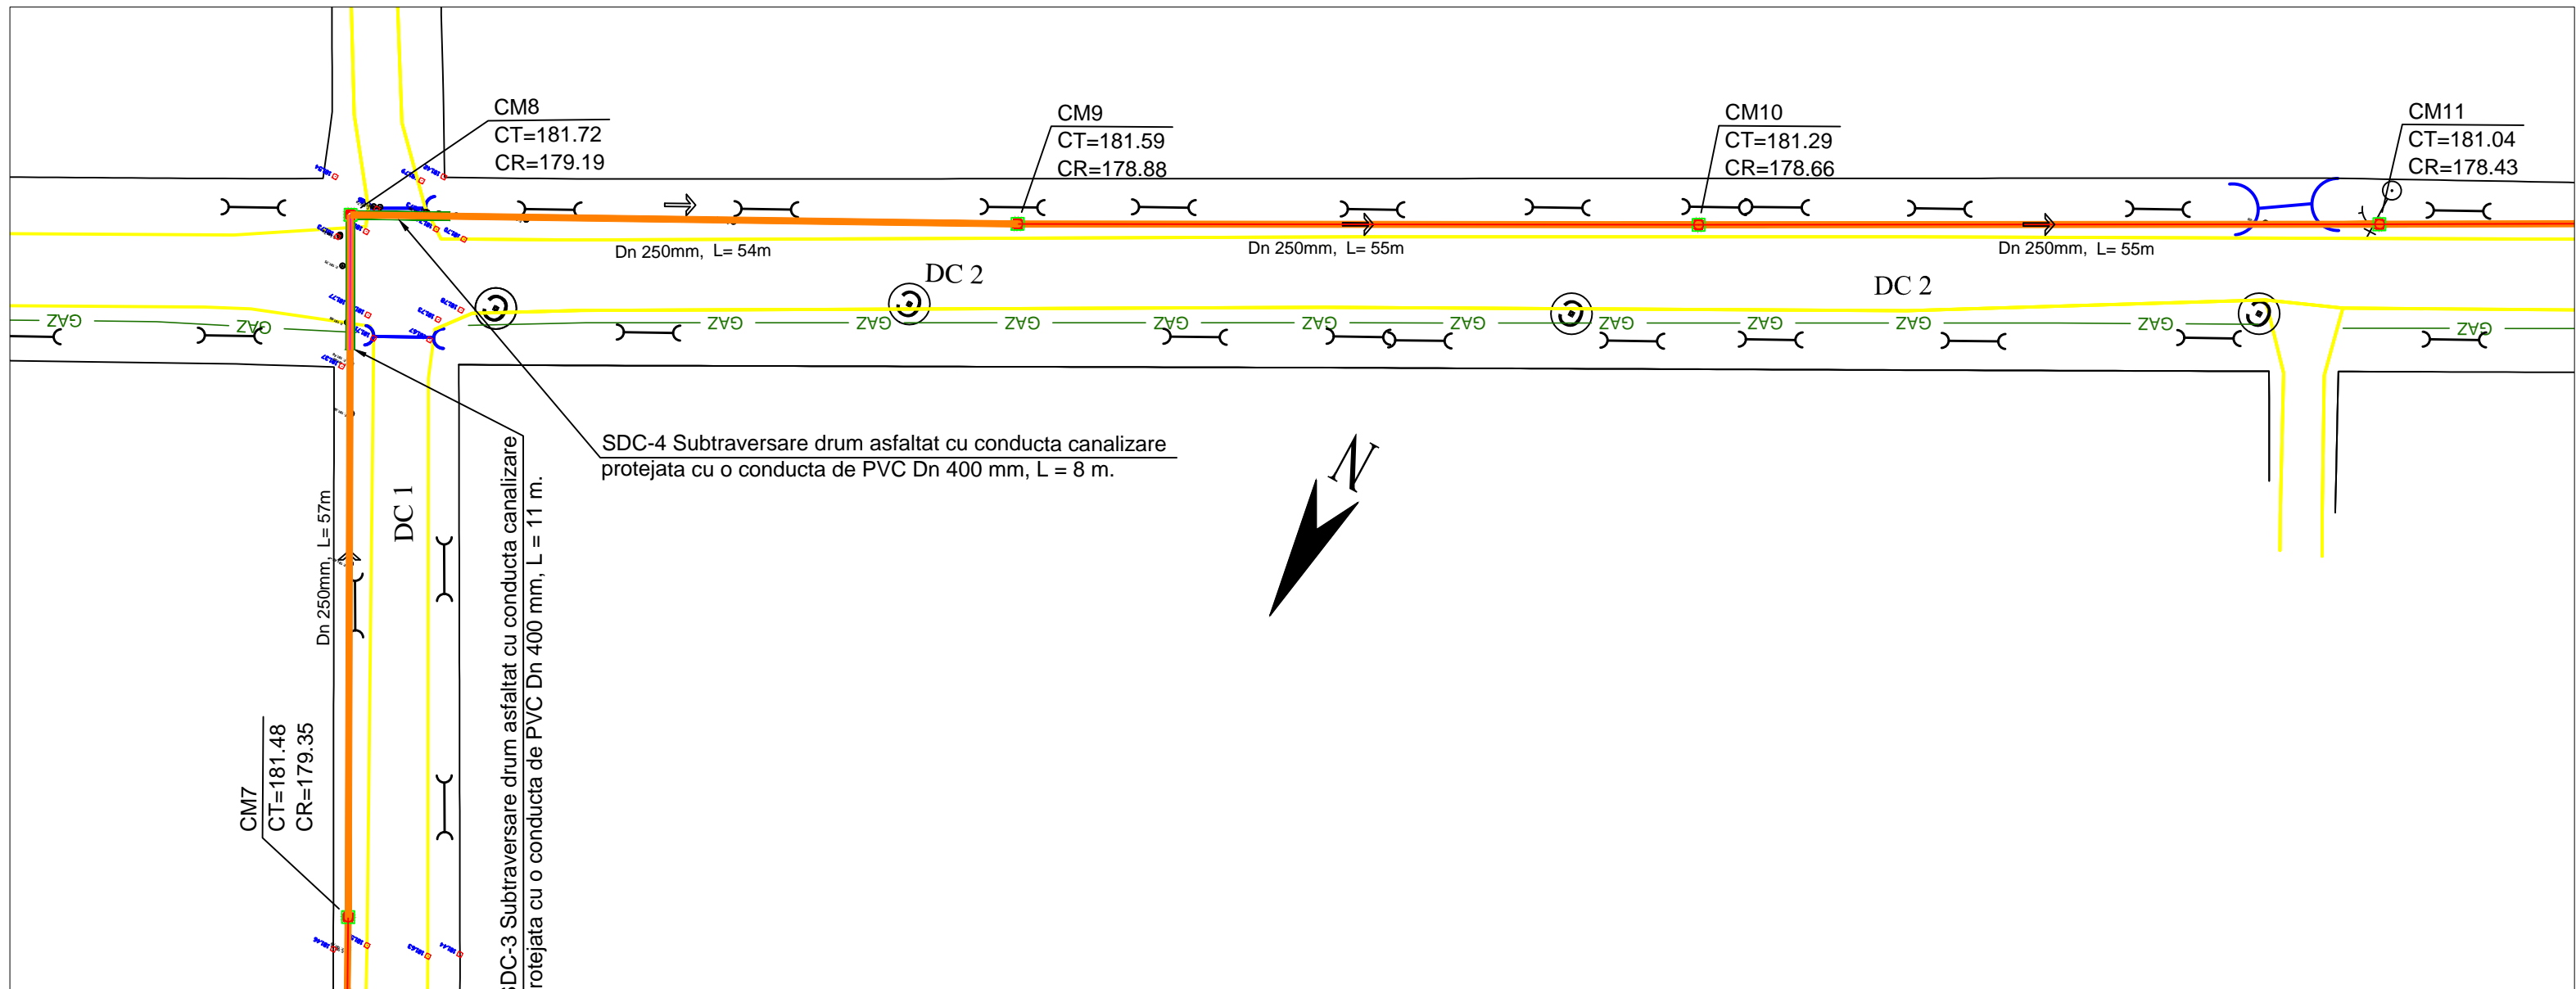 CM8
CT=181.72
CR=179.19
CM9
CT=181.59
CR=178.88
CM10
CT=181.29
CR=178.66
CM11
CT=181.04
CR=178.43
Dn 250mm, L= 54m
Dn 250mm, L= 55m
Dn 250mm, L= 55m
DC 2
DC 2
GAZ
GAZ
GAZ
GAZ
GAZ
GAZ
GAZ
GAZ
GAZ
GAZ
GAZ
GAZ
GAZ
SDC-4 Subtraversare drum asfaltat cu conducta canalizare
protejata cu o conducta de PVC Dn 400 mm, L = 8 m.
N
DC 1
Dn 250mm, L= 57m
SDC-3 Subtraversare drum asfaltat cu conducta canalizare
rotejata cu o conducta de PVC Dn 400 mm, L = 11 m.
CM7
CT=181.48
CR=179.35